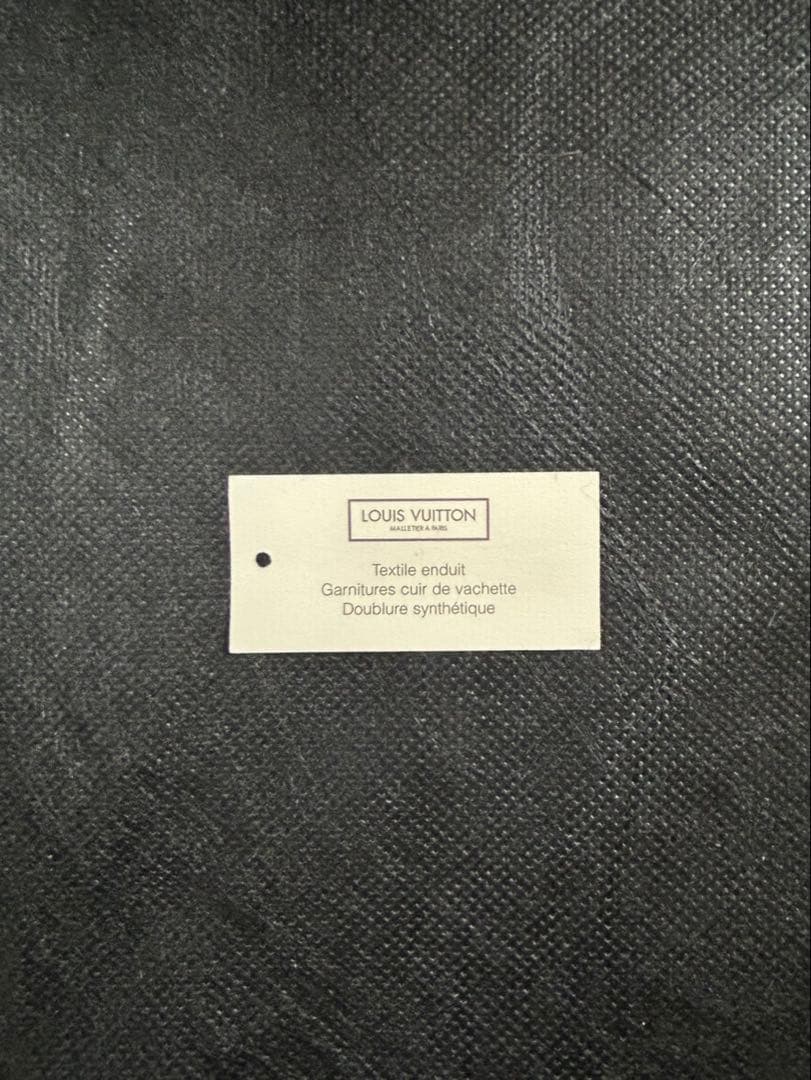 LOUIS VUITTON
MALLETIER A PARIS
Textile enduit
Garnitures cuir de vachette
Doublure synthétique